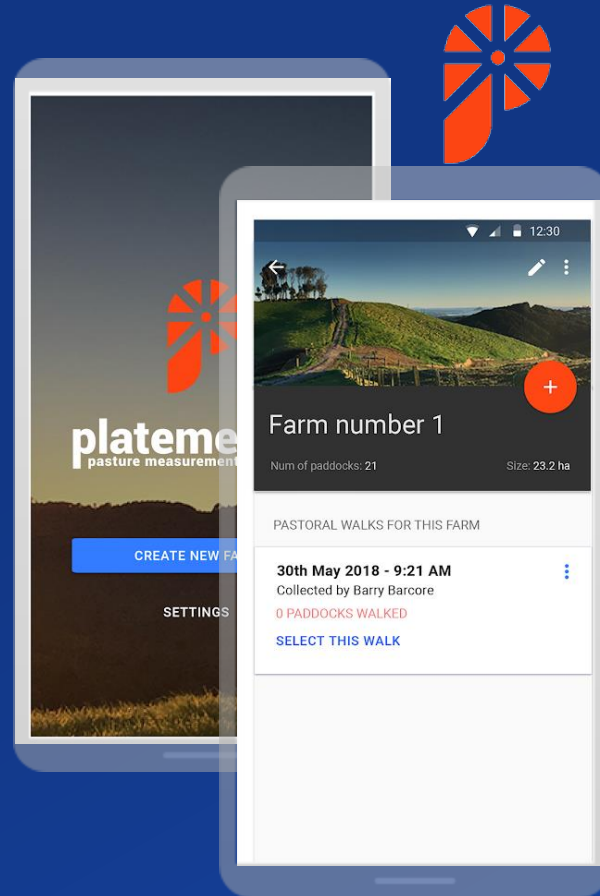 plateme
pasture measurement
CREATE NEW FA
SETTINGS
12:30
Farm number 1
Num of paddocks: 21
Size: 23.2 ha
PASTORAL WALKS FOR THIS FARM
30th May 2018 - 9:21 AM
Collected by Barry Barcore
0 PADDOCKS WALKED
SELECT THIS WALK